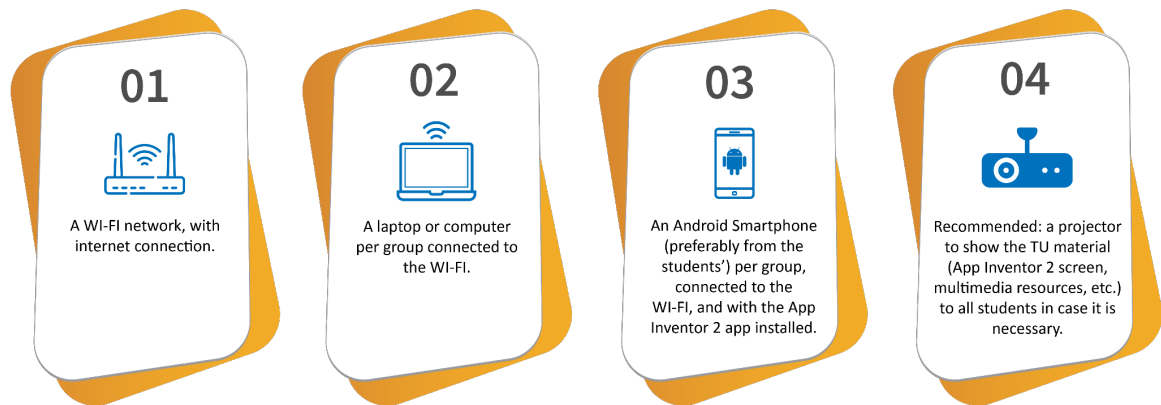 01
A WI-FI network, with
internet connection.
02
A laptop or computer
per group connected to
the WI-FI.
03
An Android Smartphone
(preferably from the
students’) per group,
connected to the
WI-FI, and with the App
Inventor 2 app installed.
04
Recommended: a projector
to show the TU material
(App Inventor 2 screen,
multimedia resources, etc.)
to all students in case it is
necessary.